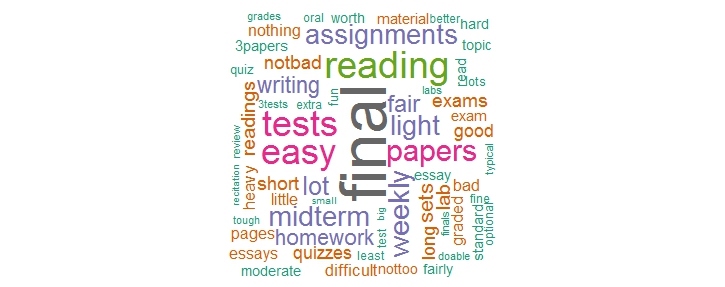 grades oral worth material better
nothing assignments hard
3papers topic
notbad reading read
quiz writing lots
labs
3tests extra fun fair exams
readings tests final light exam
good
review easy papers
typical
recitation heavy short lot weekly essay bad
little small sets lab fine
tough midterm big long finals graded standard optional
pages homework test
essays quizzes least doable
moderate difficult nottoo fairly